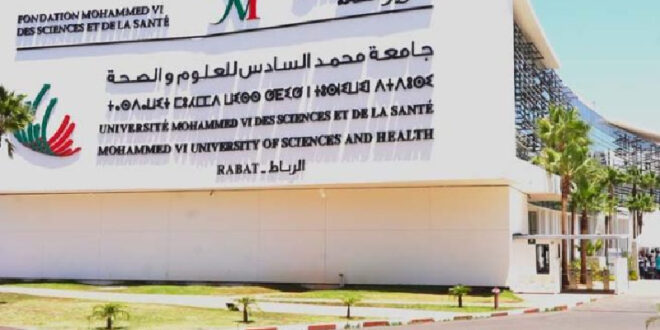 FONDATION MOHAMMED VI
DES SCIENCES ET DE LA SANTÉ
جامعة محمد السادس للعلوم و الصحة
UNIVERSITÉ MOHAMMED VI DES SCIENCES ET DE LA SANTÉ
MOHAMMED VI UNIVERSITY OF SCIENCES AND HEALTH
RABAT - الرباط